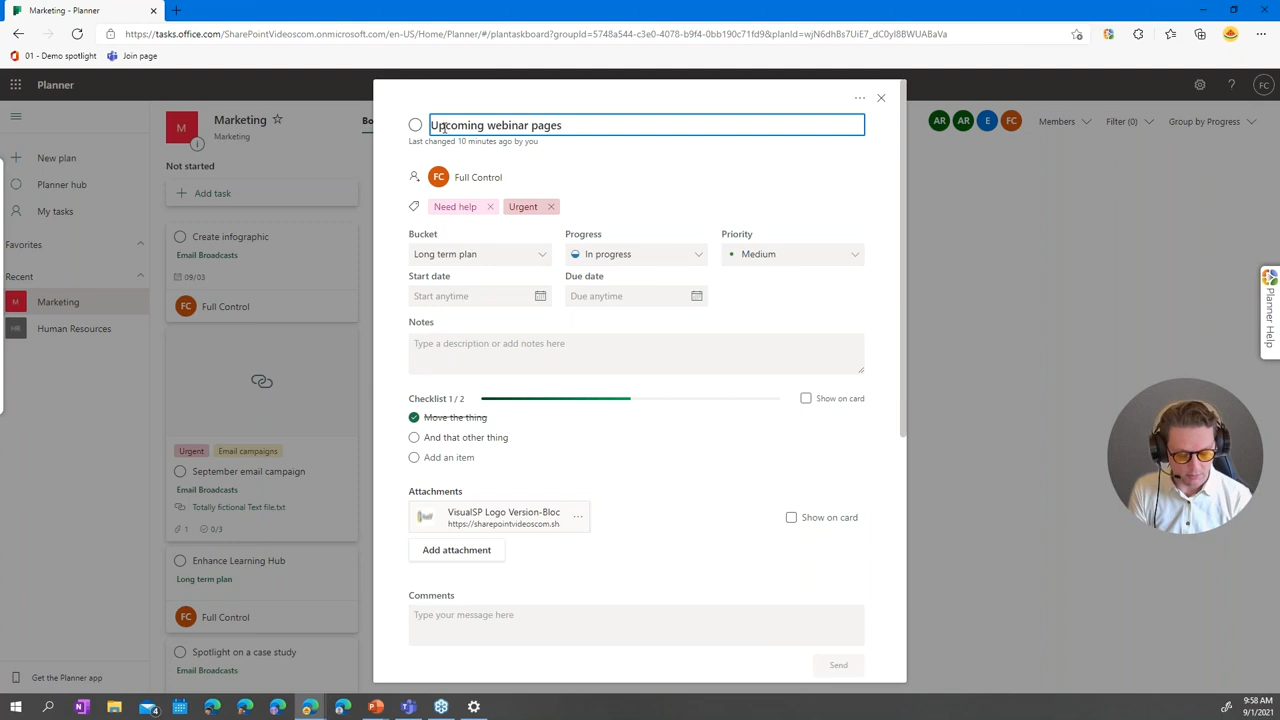 Marketing - Planner
https://tasks.office.com/SharePointVideoscom.onmicrosoft.com/en-US/Home/Planner/#/plantaskboard?groupId=5748a544-c3e0-4078-b9f4-0bb190c71fd9&planId=wjN6dhBs7UiE7_dC0yI8BWUABaVa
01 - Demo spotlight
Join page
Planner
?
FC
New plan
Planner hub
My tasks
Favorites
Recent
M
Marketing
HR
Human Resources
Get the Planner app
M
Marketing
Marketing
Bo
AR
AR
E
FC
Members
Filter (0)
Group by Progress
Not started
Add task
Create infographic
Email Broadcasts
09/03
FC
Full Control
Urgent
Email campaigns
September email campaign
Email Broadcasts
Totally fictional Text file.txt
1
0/3
Enhance Learning Hub
Long term plan
FC
Full Control
Spotlight on a case study
Email Broadcasts
Upcoming webinar pages
Last changed 10 minutes ago by you
FC
Full Control
Need help
Urgent
Bucket
Progress
Priority
Long term plan
In progress
Medium
Start date
Due date
Start anytime
Due anytime
Notes
Type a description or add notes here
Checklist 1 / 2
Show on card
Move the thing
And that other thing
Add an item
Attachments
VisualSP Logo Version-Bloc
https://sharepointvideoscom.sh
Show on card
Add attachment
Comments
Type your message here
Send
Planner Help
4
9:58 AM
9/1/2021